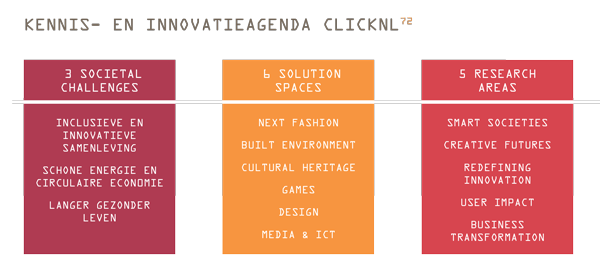 KENNIS- EN INNOVATIEAGENDA CLICKNL72
3 SOCIETAL
CHALLENGES
INCLUSIEVE EN
INNOVATIEVE
SAMENLEVING
SCHONE ENERGIE EN
CIRCULAIRE ECONOMIE
LANGER GEZONDER
LEVEN
6 SOLUTION
SPACES
NEXT FASHION
BUILT ENVIRONMENT
CULTURAL HERITAGE
GAMES
DESIGN
MEDIA & ICT
5 RESEARCH
AREAS
SMART SOCIETIES
CREATIVE FUTURES
REDEFINING
INNOVATION
USER IMPACT
BUSINESS
TRANSFORMATION